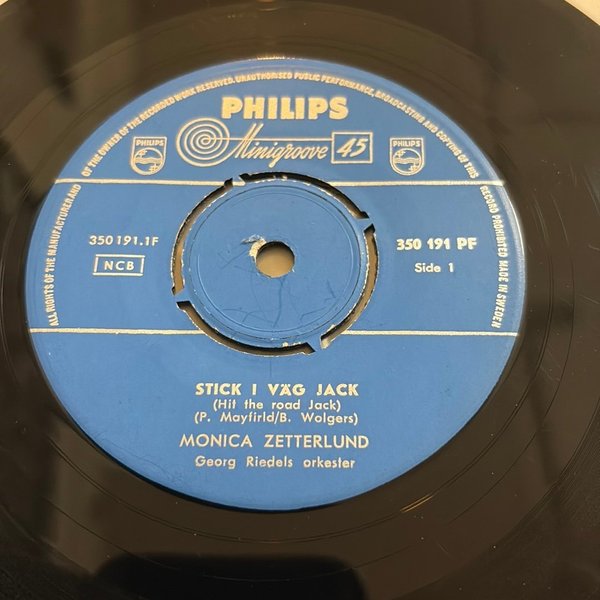 ALL RIGHTS OF THE MANUFACTURER AND OF THE OWNER OF THE RECORDED WORK RESERVED. UNAUTHORISED PUBLIC PERFORMANCE, BROADCASTING AND COPYING OF THIS RECORD PROHIBITED MADE IN SWEDEN
PHILIPS
Minigroove 45
PHILIPS
PHILIPS
350 191.1F
350 191 PF
NCB
Side 1
STICK I VÄG JACK
(Hit the road Jack)
(P. Mayfirld/B. Wolgers)
MONICA ZETTERLUND
Georg Riedels orkester